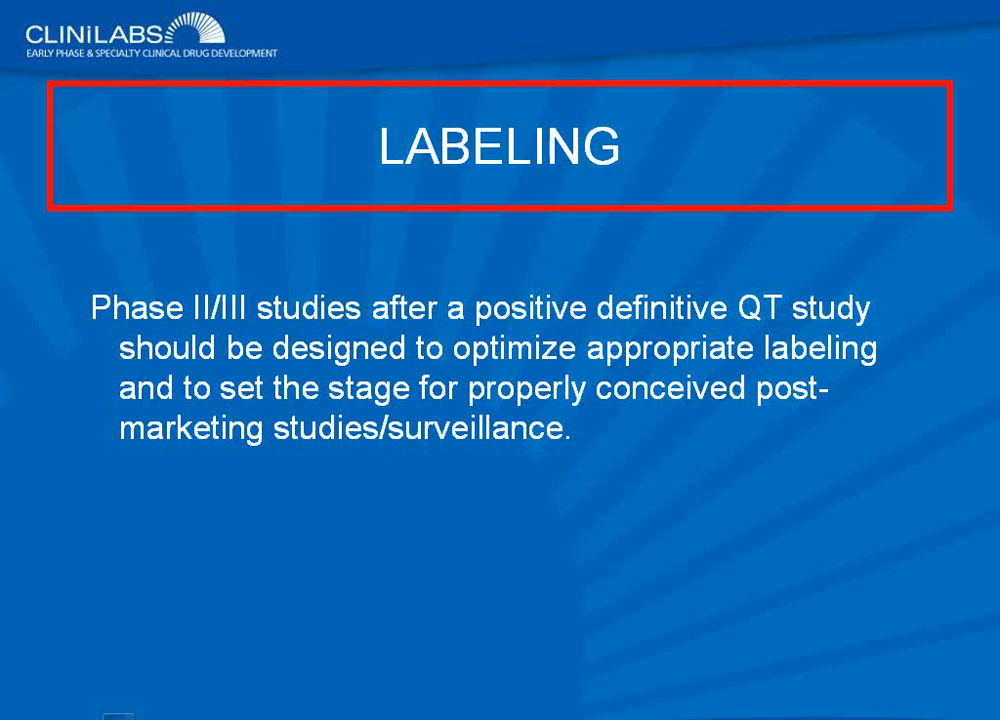 CLINiLABS
EARLY PHASE & SPECIALTY CLINICAL DRUG DEVELOPMENT
LABELING
Phase II/III studies after a positive definitive QT study
should be designed to optimize appropriate labeling
and to set the stage for properly conceived post-
marketing studies/surveillance.